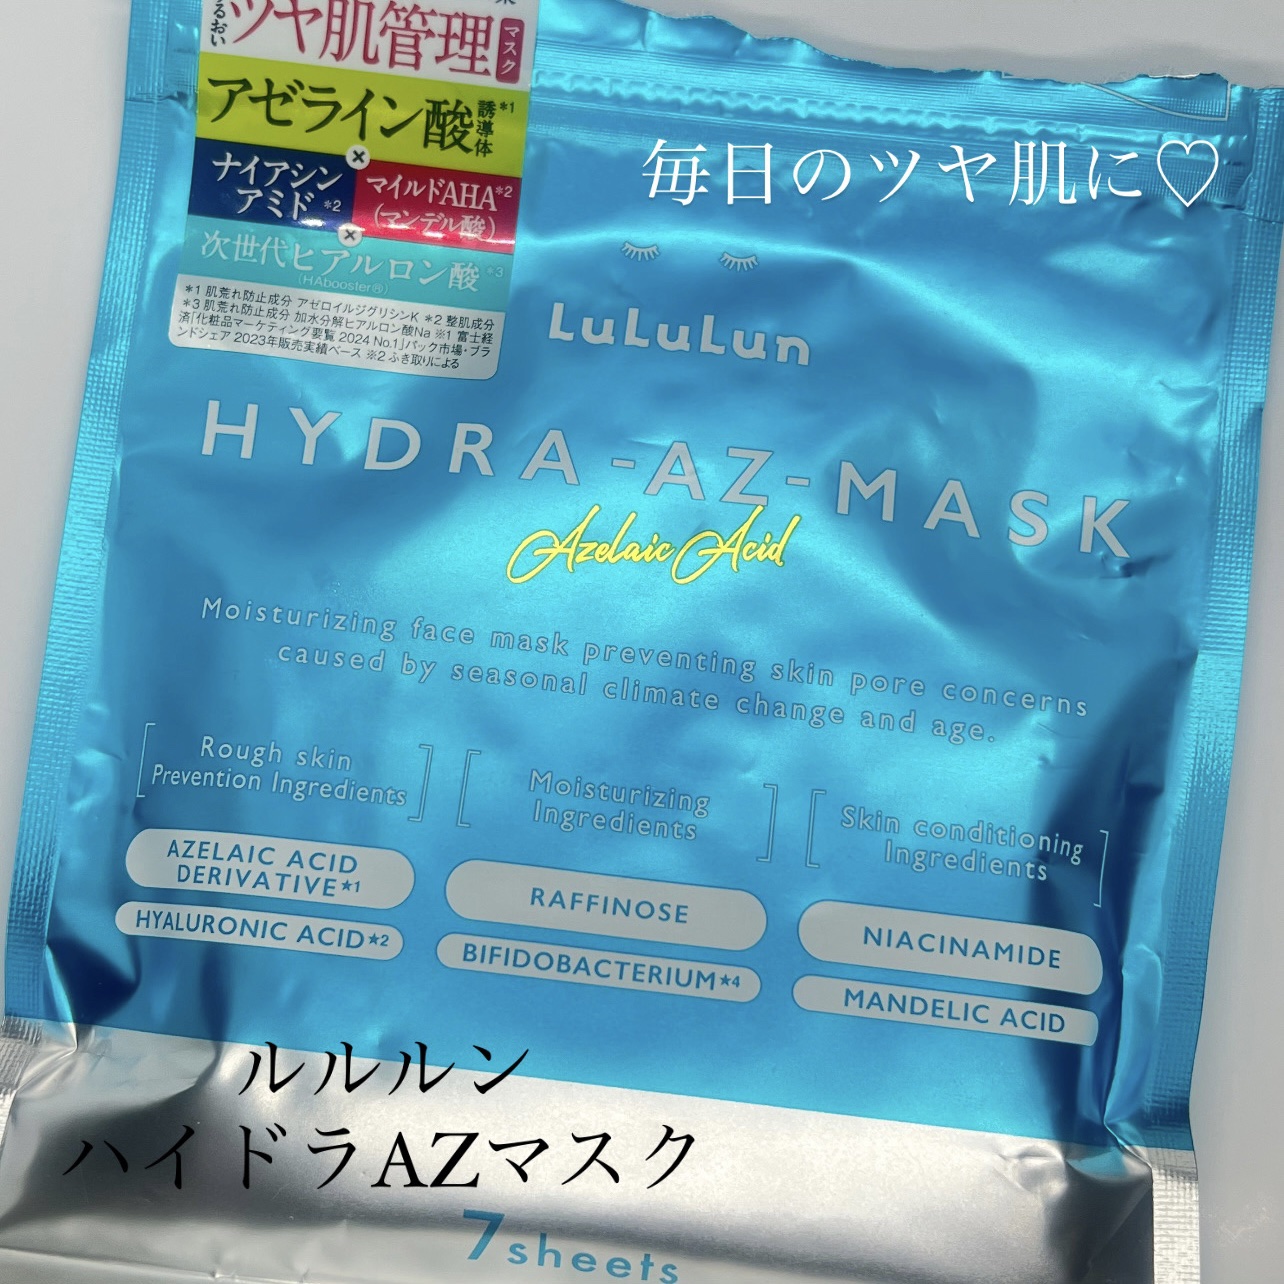 うるおい
ツヤ肌管理 マスク
アゼライン酸 誘導体 *1
×
ナイアシンアミド *2
マイルドAHA*2
(マンデル酸)
×
次世代ヒアルロン酸 *3
(HAbooster®)
*1 肌荒れ防止成分 アゼロイルジグリシンK *2 整肌成分
*3 肌荒れ防止成分 加水分解ヒアルロン酸Na ※1 富士経
済「化粧品マーケティング要覧 2024 No.1」パック市場・ブラ
ンドシェア 2023年販売実績ベース ※2 ふき取りによる
毎日のツヤ肌に♡
LuLuLun
HYDRA-AZ-MASK
Azelaic Acid
Moisturizing face mask preventing skin pore concerns
caused by seasonal climate change and age.
Rough skin
Prevention Ingredients
AZELAIC ACID
DERIVATIVE★1
HYALURONIC ACID★2
Moisturizing
Ingredients
RAFFINOSE
BIFIDOBACTERIUM★4
Skin conditioning
Ingredients
NIACINAMIDE
MANDELIC ACID
ルルルン
ハイドラAZマスク
7sheets